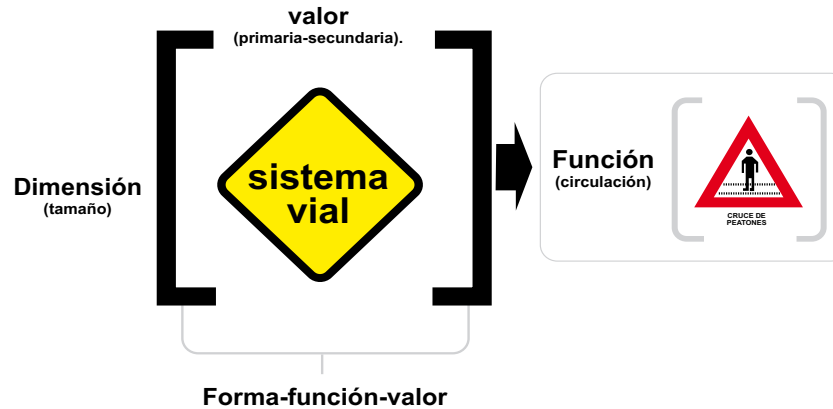 valor
(primaria-secundaria).
Dimensión
(tamaño)
sistema
vial
Función
(circulación)
CRUCE DE
PEATONES
Forma-función-valor